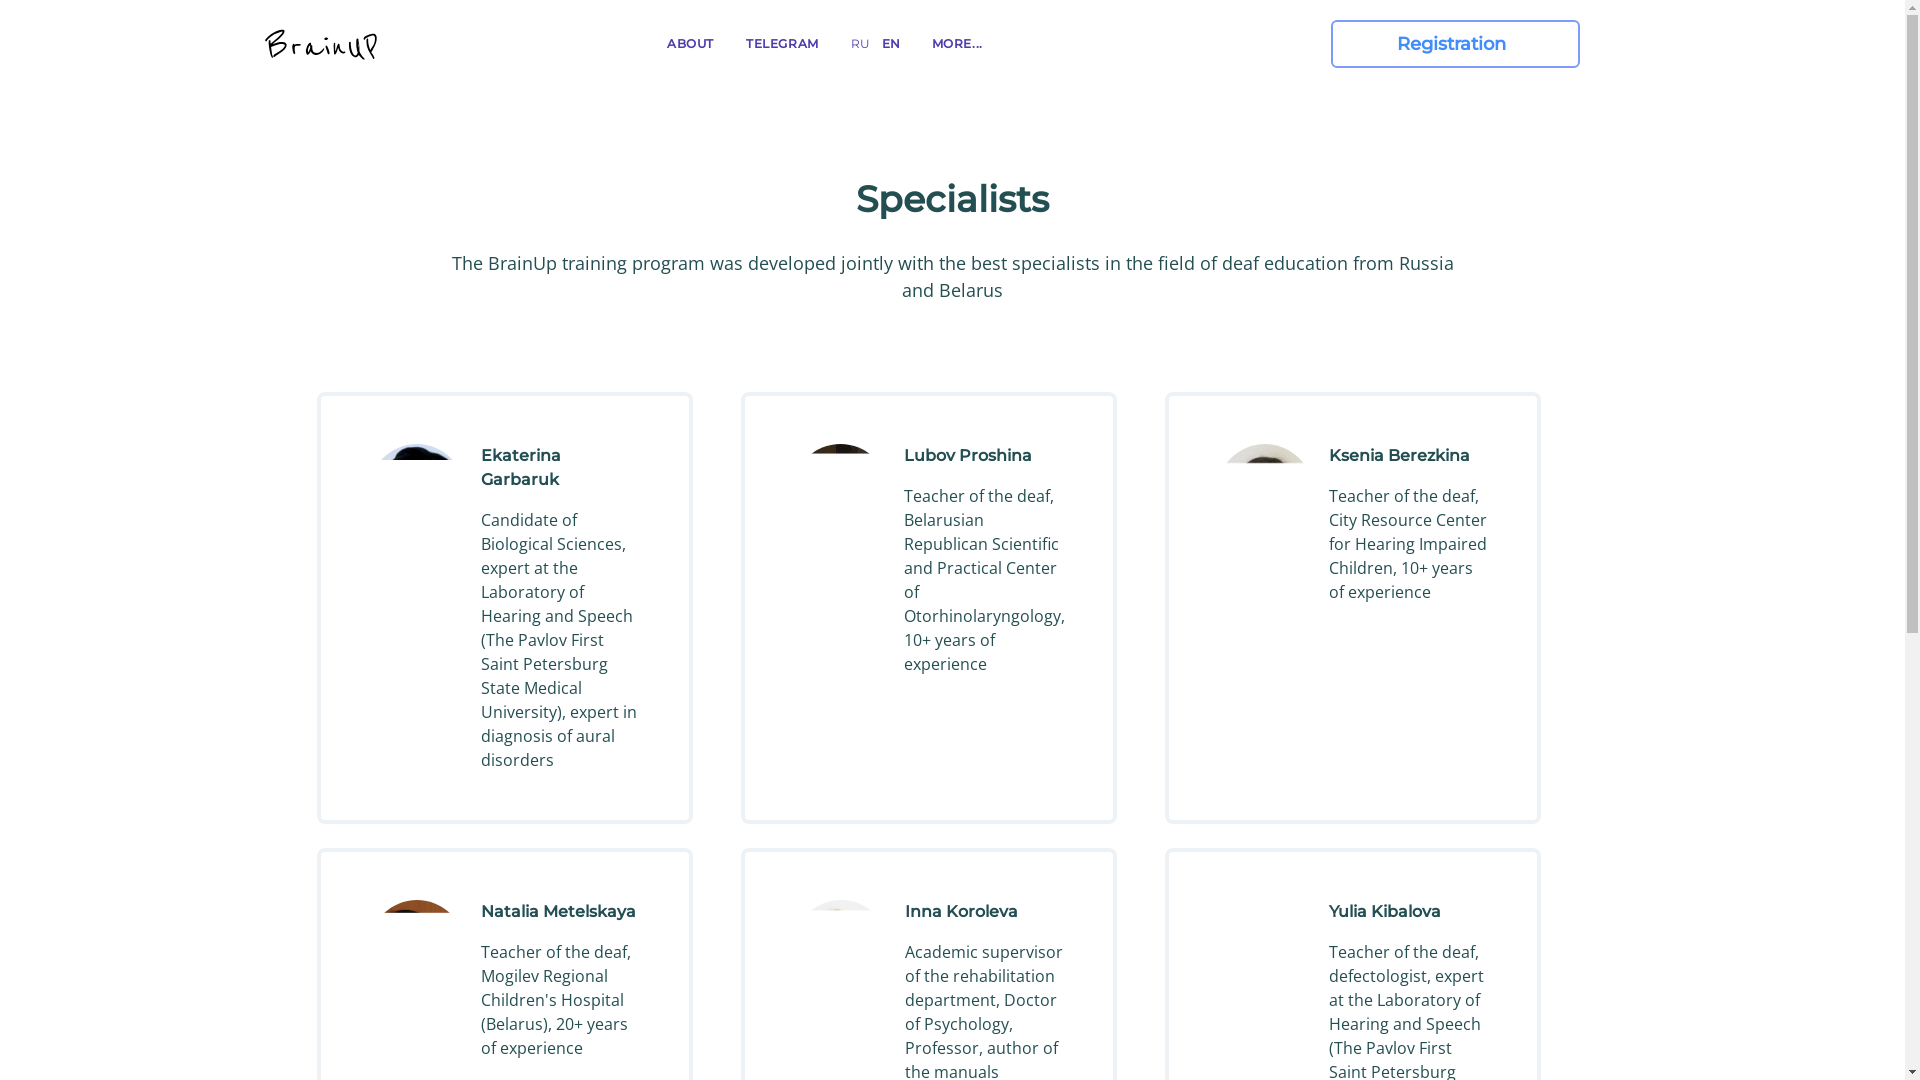 BrainUP
ABOUT
TELEGRAM
RU
EN
MORE...
Registration
Specialists
The BrainUp training program was developed jointly with the best specialists in the field of deaf education from Russia
and Belarus
Ekaterina
Garbaruk
Candidate of
Biological Sciences,
expert at the
Laboratory of
Hearing and Speech
(The Pavlov First
Saint Petersburg
State Medical
University), expert in
diagnosis of aural
disorders
Lubov Proshina
Teacher of the deaf,
Belarusian
Republican Scientific
and Practical Center
of
Otorhinolaryngology,
10+ years of
experience
Ksenia Berezkina
Teacher of the deaf,
City Resource Center
for Hearing Impaired
Children, 10+ years
of experience
Natalia Metelskaya
Teacher of the deaf,
Mogilev Regional
Children's Hospital
(Belarus), 20+ years
of experience
Inna Koroleva
Academic supervisor
of the rehabilitation
department, Doctor
of Psychology,
Professor, author of
the manuals
Yulia Kibalova
Teacher of the deaf,
defectologist, expert
at the Laboratory of
Hearing and Speech
(The Pavlov First
Saint Petersburg